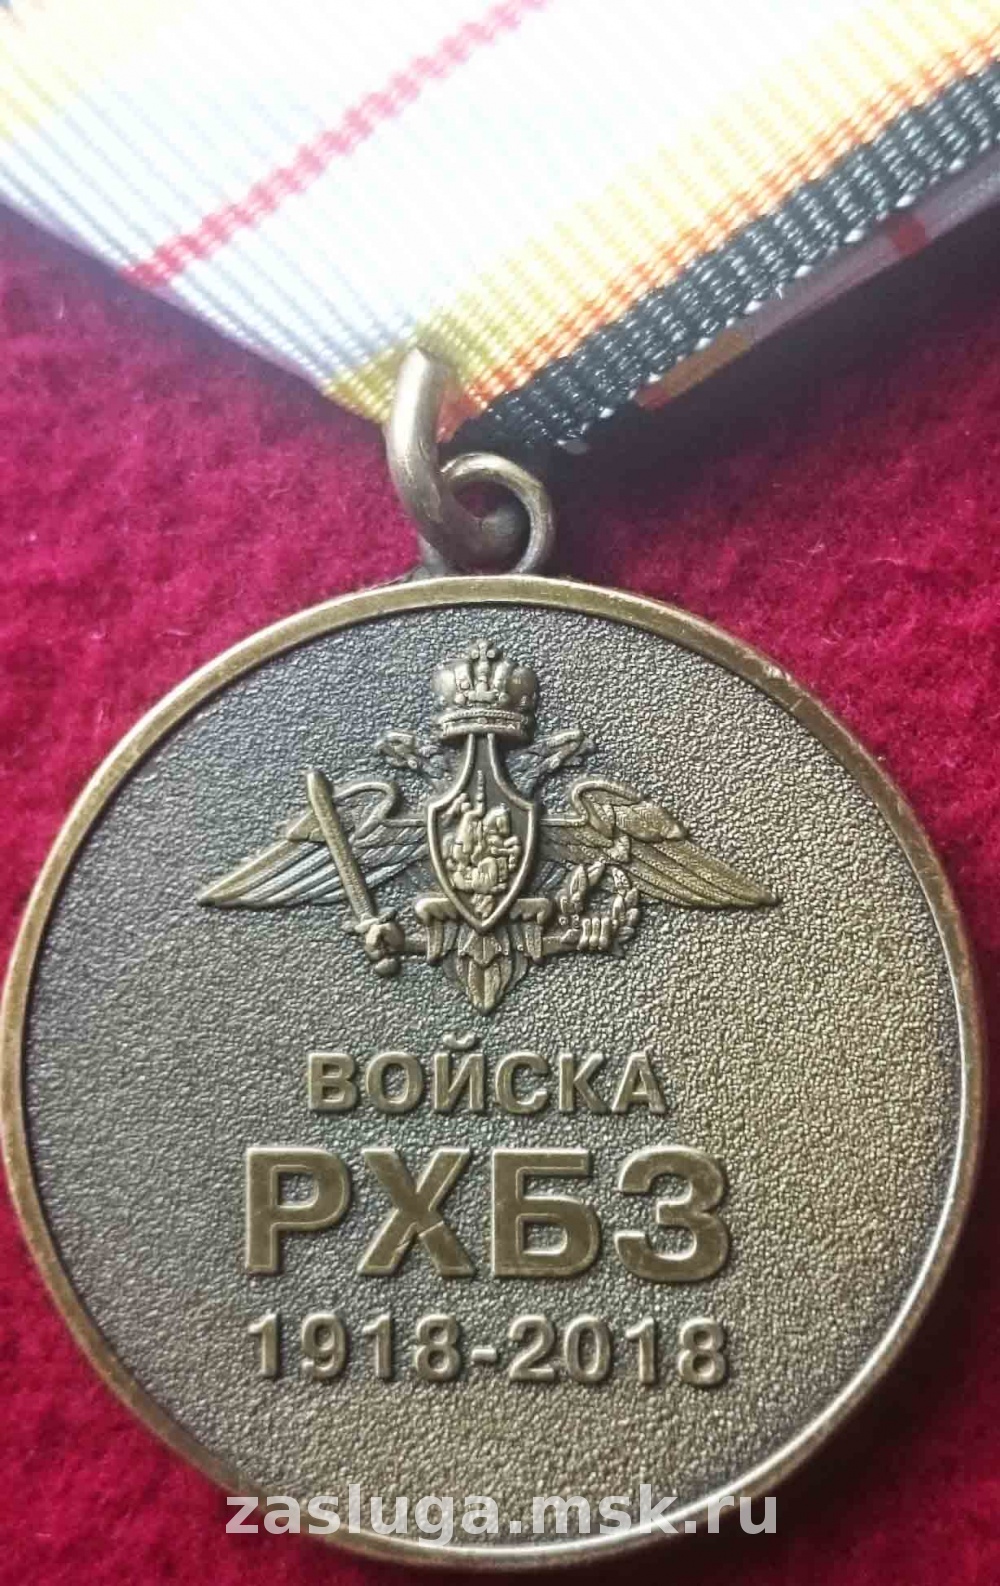 ВОЙСКА
РХБЗ
1918-2018
zasluga.msk.ru